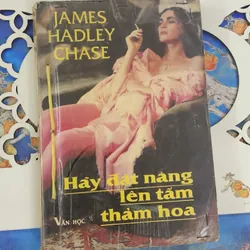 JAMES
HADLEY
CHASE
Hãy đặt nàng
lên tấm
thảm hoa
VĂN HỌC